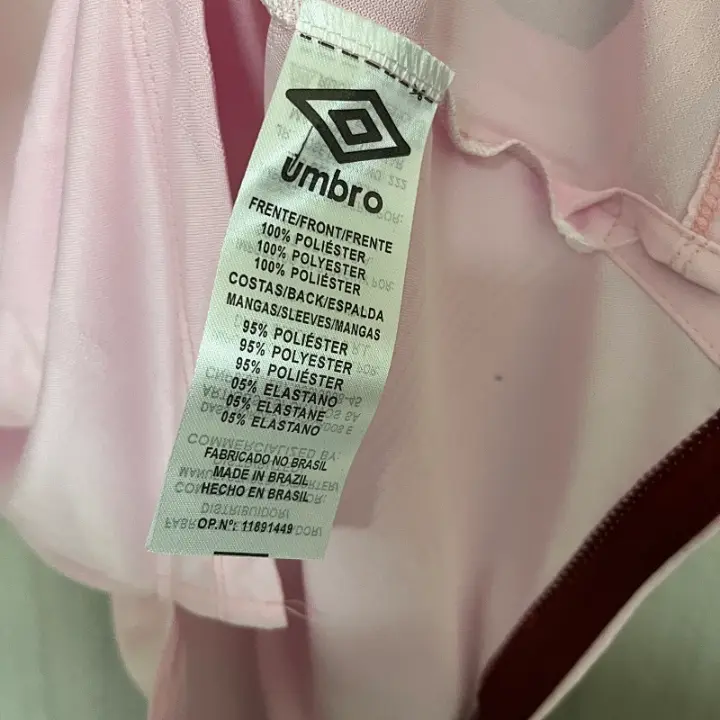 umbro
FRENTE/FRONT/FRENTE
100% POLIÉSTER
100% POLYESTER
100% POLIÉSTER
COSTAS/BACK/ESPALDA
MANGAS/SLEEVES/MANGAS
95% POLIÉSTER
95% POLYESTER
95% POLIÉSTER
05% ELASTANO
05% ELASTANE
05% ELASTANO
COMMERCIALIZED BY:
FABRICADO NO BRASIL
MADE IN BRAZIL
HECHO EN BRASIL
DISTRIBUIDOR/
OP.Nº: 11891449